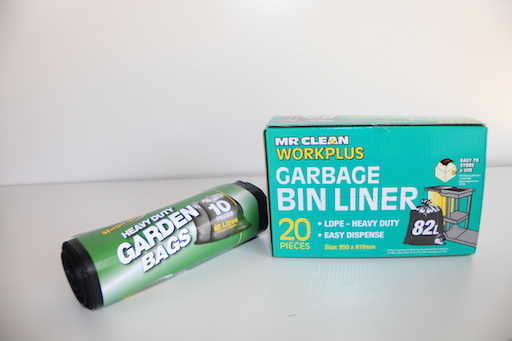 HEAVY DUTY
GARDEN
BAGS
10
MR CLEAN
WORKPLUS
GARBAGE
BIN LINER
20
PIECES
• LDPE - HEAVY DUTY
• EASY DISPENSE
EASY TO
STORE
+ USE
82L